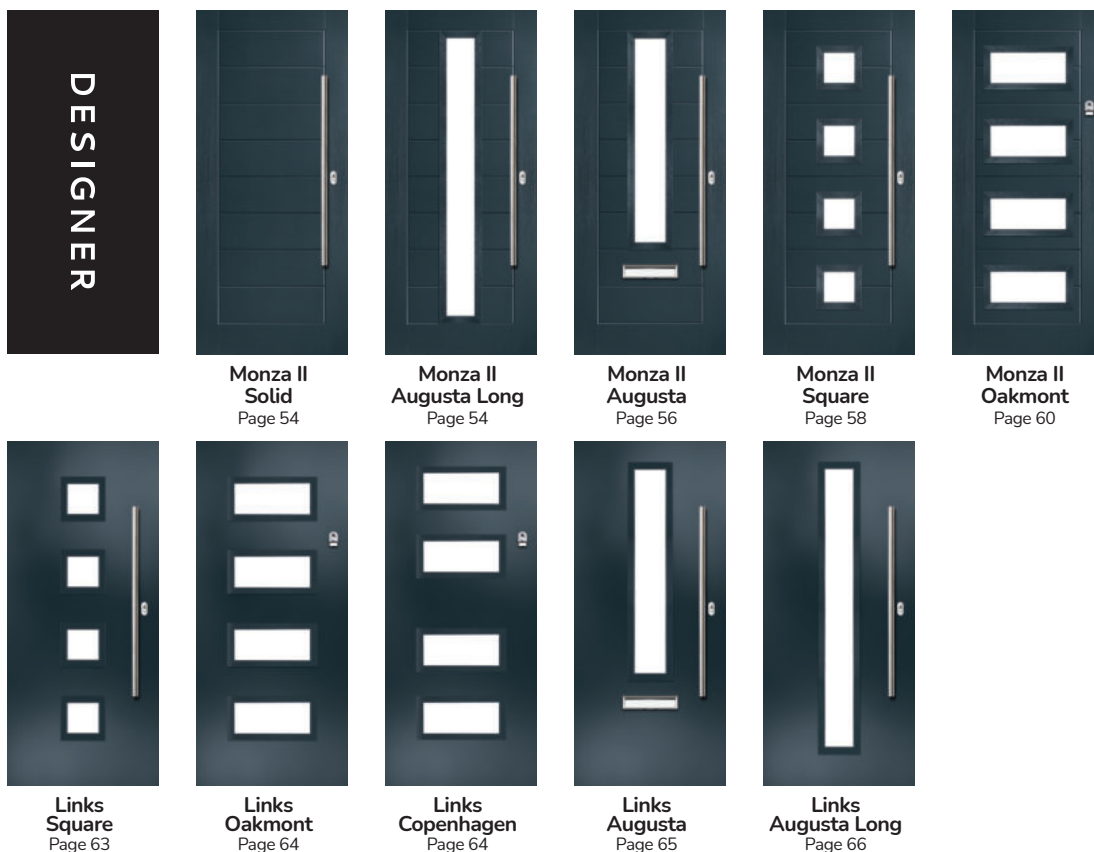 DESIGNER
Monza II
Solid
Page 54
Monza II
Augusta Long
Page 54
Monza II
Augusta
Page 56
Monza II
Square
Page 58
Monza II
Oakmont
Page 60
Links
Square
Page 63
Links
Oakmont
Page 64
Links
Copenhagen
Page 64
Links
Augusta
Page 65
Links
Augusta Long
Page 66